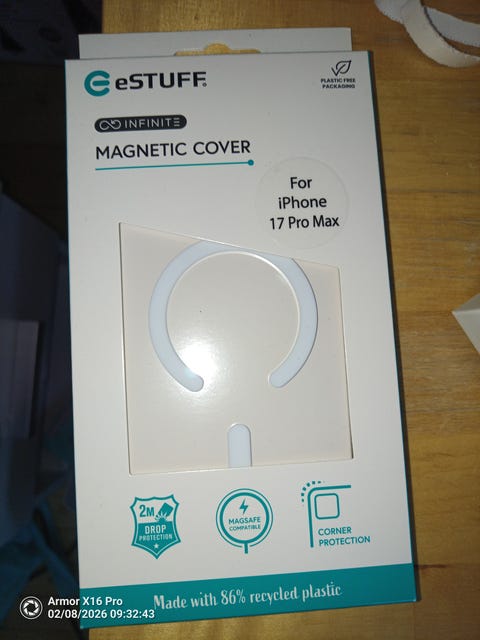 eSTUFF®
PLASTIC FREE
PACKAGING
INFINITE
MAGNETIC COVER
For
iPhone
17 Pro Max
2M
DROP
PROTECTION
MAGSAFE
COMPATIBLE
CORNER
PROTECTION
Made with 86% recycled plastic
Armor X16 Pro
02/08/2026 09:32:43